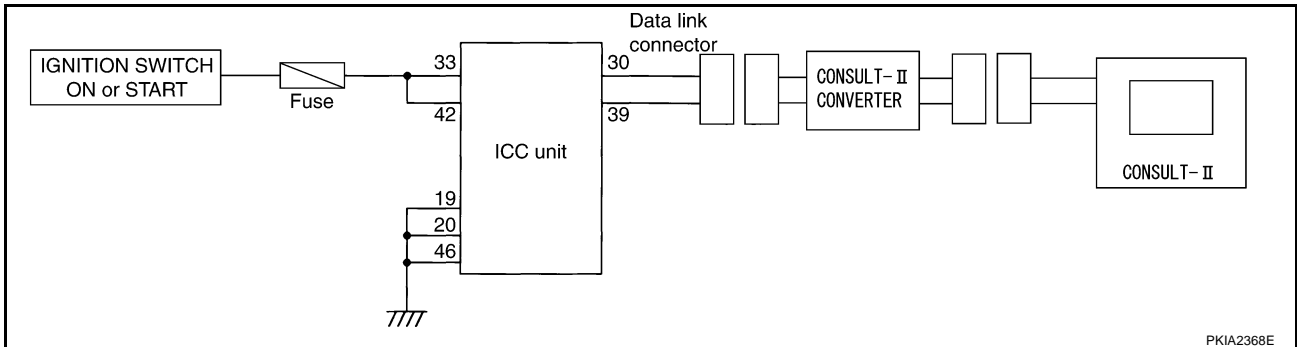 Data link
connector
IGNITION SWITCH
ON or START
Fuse
33
42
19
20
46
ICC unit
30
39
CONSULT-Ⅱ
CONVERTER
CONSULT-Ⅱ
PKIA2368E